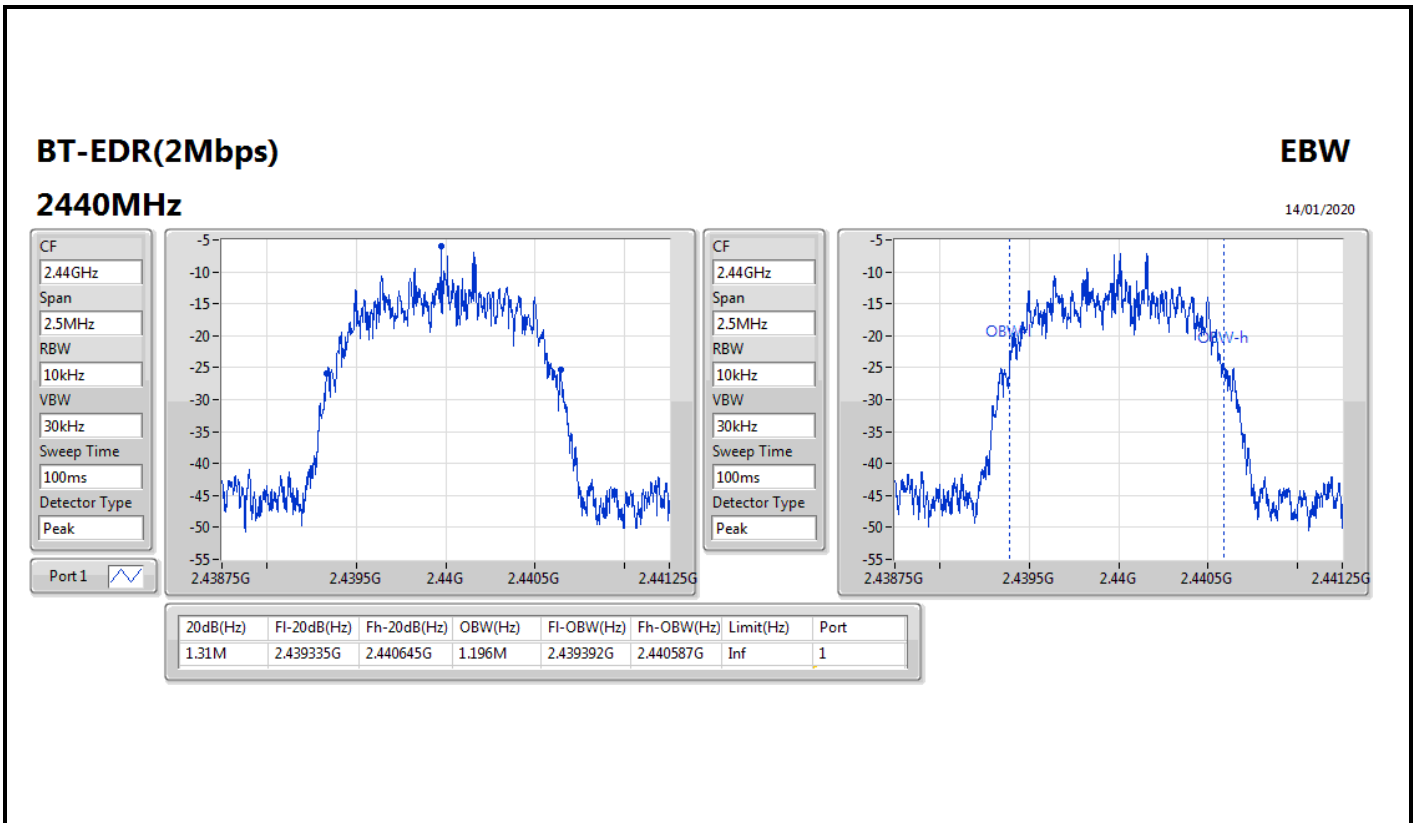 BT-EDR(2Mbps)
EBW
2440MHz
14/01/2020
CF
2.44GHz
Span
2.5MHz
RBW
10kHz
VBW
30kHz
Sweep Time
100ms
Detector Type
Peak
Port 1
-5
-10
-15
-20
-25
-30
-35
-40
-45
-50
-55
2.43875G 2.4395G 2.44G 2.4405G 2.44125G
CF
2.44GHz
Span
2.5MHz
RBW
10kHz
VBW
30kHz
Sweep Time
100ms
Detector Type
Peak
-5
-10
-15
-20
-25
-30
-35
-40
-45
-50
-55
OBW-h
2.43875G 2.4395G 2.44G 2.4405G 2.44125G
20dB(Hz) Fl-20dB(Hz) Fh-20dB(Hz) OBW(Hz) Fl-OBW(Hz) Fh-OBW(Hz) Limit(Hz) Port
1.31M 2.439335G 2.440645G 1.196M 2.439392G 2.440587G Inf 1